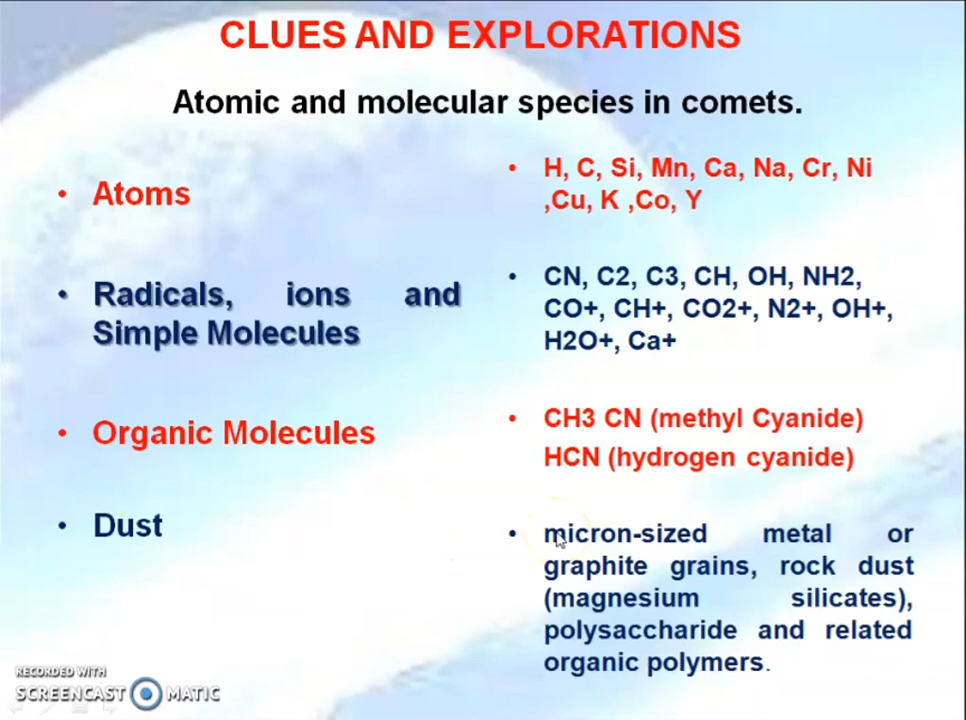 CLUES AND EXPLORATIONS
Atomic and molecular species in comets.
• Atoms
• H, C, Si, Mn, Ca, Na, Cr, Ni
,Cu, K ,Co, Y
• Radicals, ions and
Simple Molecules
• CN, C2, C3, CH, OH, NH2,
CO+, CH+, CO2+, N2+, OH+,
H2O+, Ca+
• Organic Molecules
• CH3 CN (methyl Cyanide)
HCN (hydrogen cyanide)
• Dust
• micron-sized metal or
graphite grains, rock dust
(magnesium silicates),
polysaccharide and related
organic polymers.
RECORDED WITH
SCREENCAST MATIC